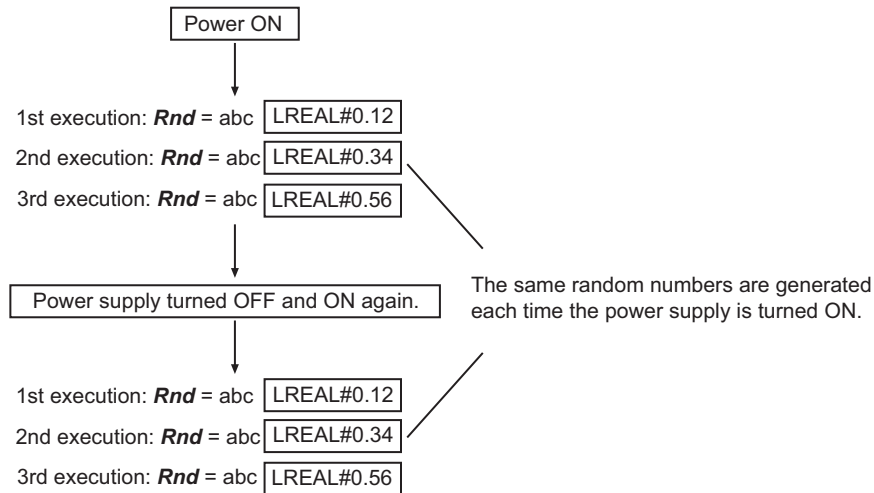 Power ON
1st execution: Rnd = abc LREAL#0.12
2nd execution: Rnd = abc LREAL#0.34
3rd execution: Rnd = abc LREAL#0.56
Power supply turned OFF and ON again.
The same random numbers are generated
each time the power supply is turned ON.
1st execution: Rnd = abc LREAL#0.12
2nd execution: Rnd = abc LREAL#0.34
3rd execution: Rnd = abc LREAL#0.56